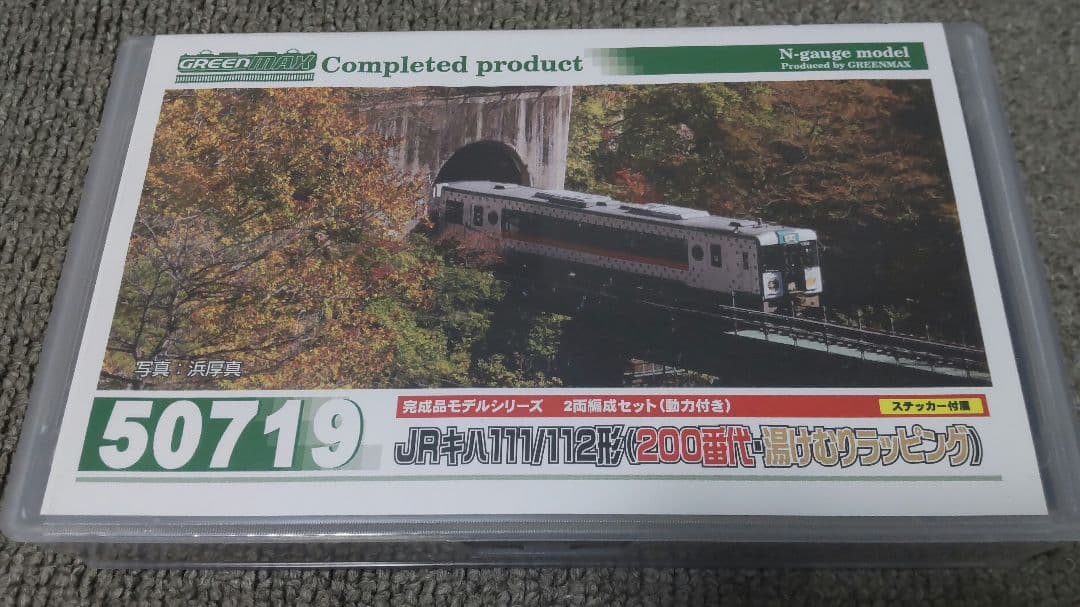 GREENMAX Completed product
N-gauge model
Produced by GREENMAX
写真：浜厚真
50719
完成品モデルシリーズ 2両編成セット（動力付き）
ステッカー付属
JRキハ111/112形（200番代・湯けむりラッピング）